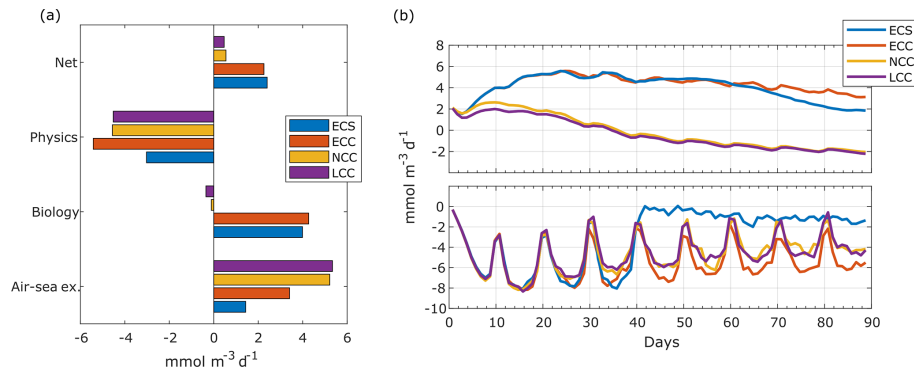 (a)
Net
Physics
Biology
Air-sea ex.
ECS
ECC
NCC
LCC
-6 -4 -2 0 2 4 6
mmol m⁻³ d⁻¹
(b)
ECS
ECC
NCC
LCC
8
6
4
2
0
-2
0
-2
-4
-6
-8
-10
mmol m⁻³ d⁻¹
0 10 20 30 40 50 60 70 80 90
Days